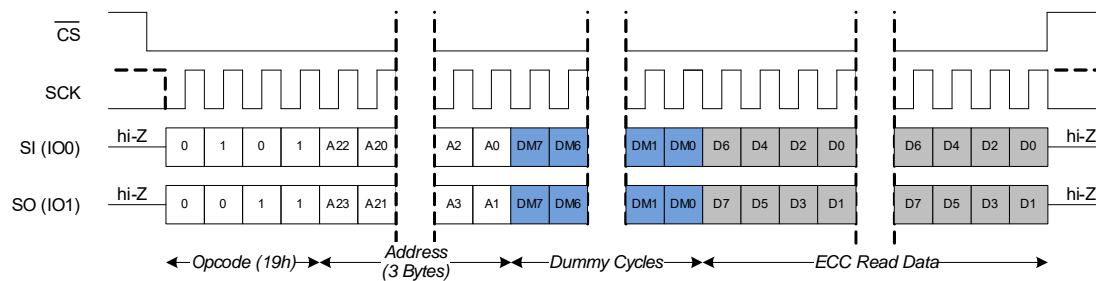 CS
SCK
hi-Z hi-Z
SI (IO0) 0 1 0 1 A22 A20 A2 A0 DM7 DM6 DM1 DM0 D6 D4 D2 D0 D6 D4 D2 D0
hi-Z hi-Z
SO (IO1) 0 0 1 1 A23 A21 A3 A1 DM7 DM6 DM1 DM0 D7 D5 D3 D1 D7 D5 D3 D1
Opcode (19h) Address Dummy Cycles ECC Read Data
(3 Bytes)